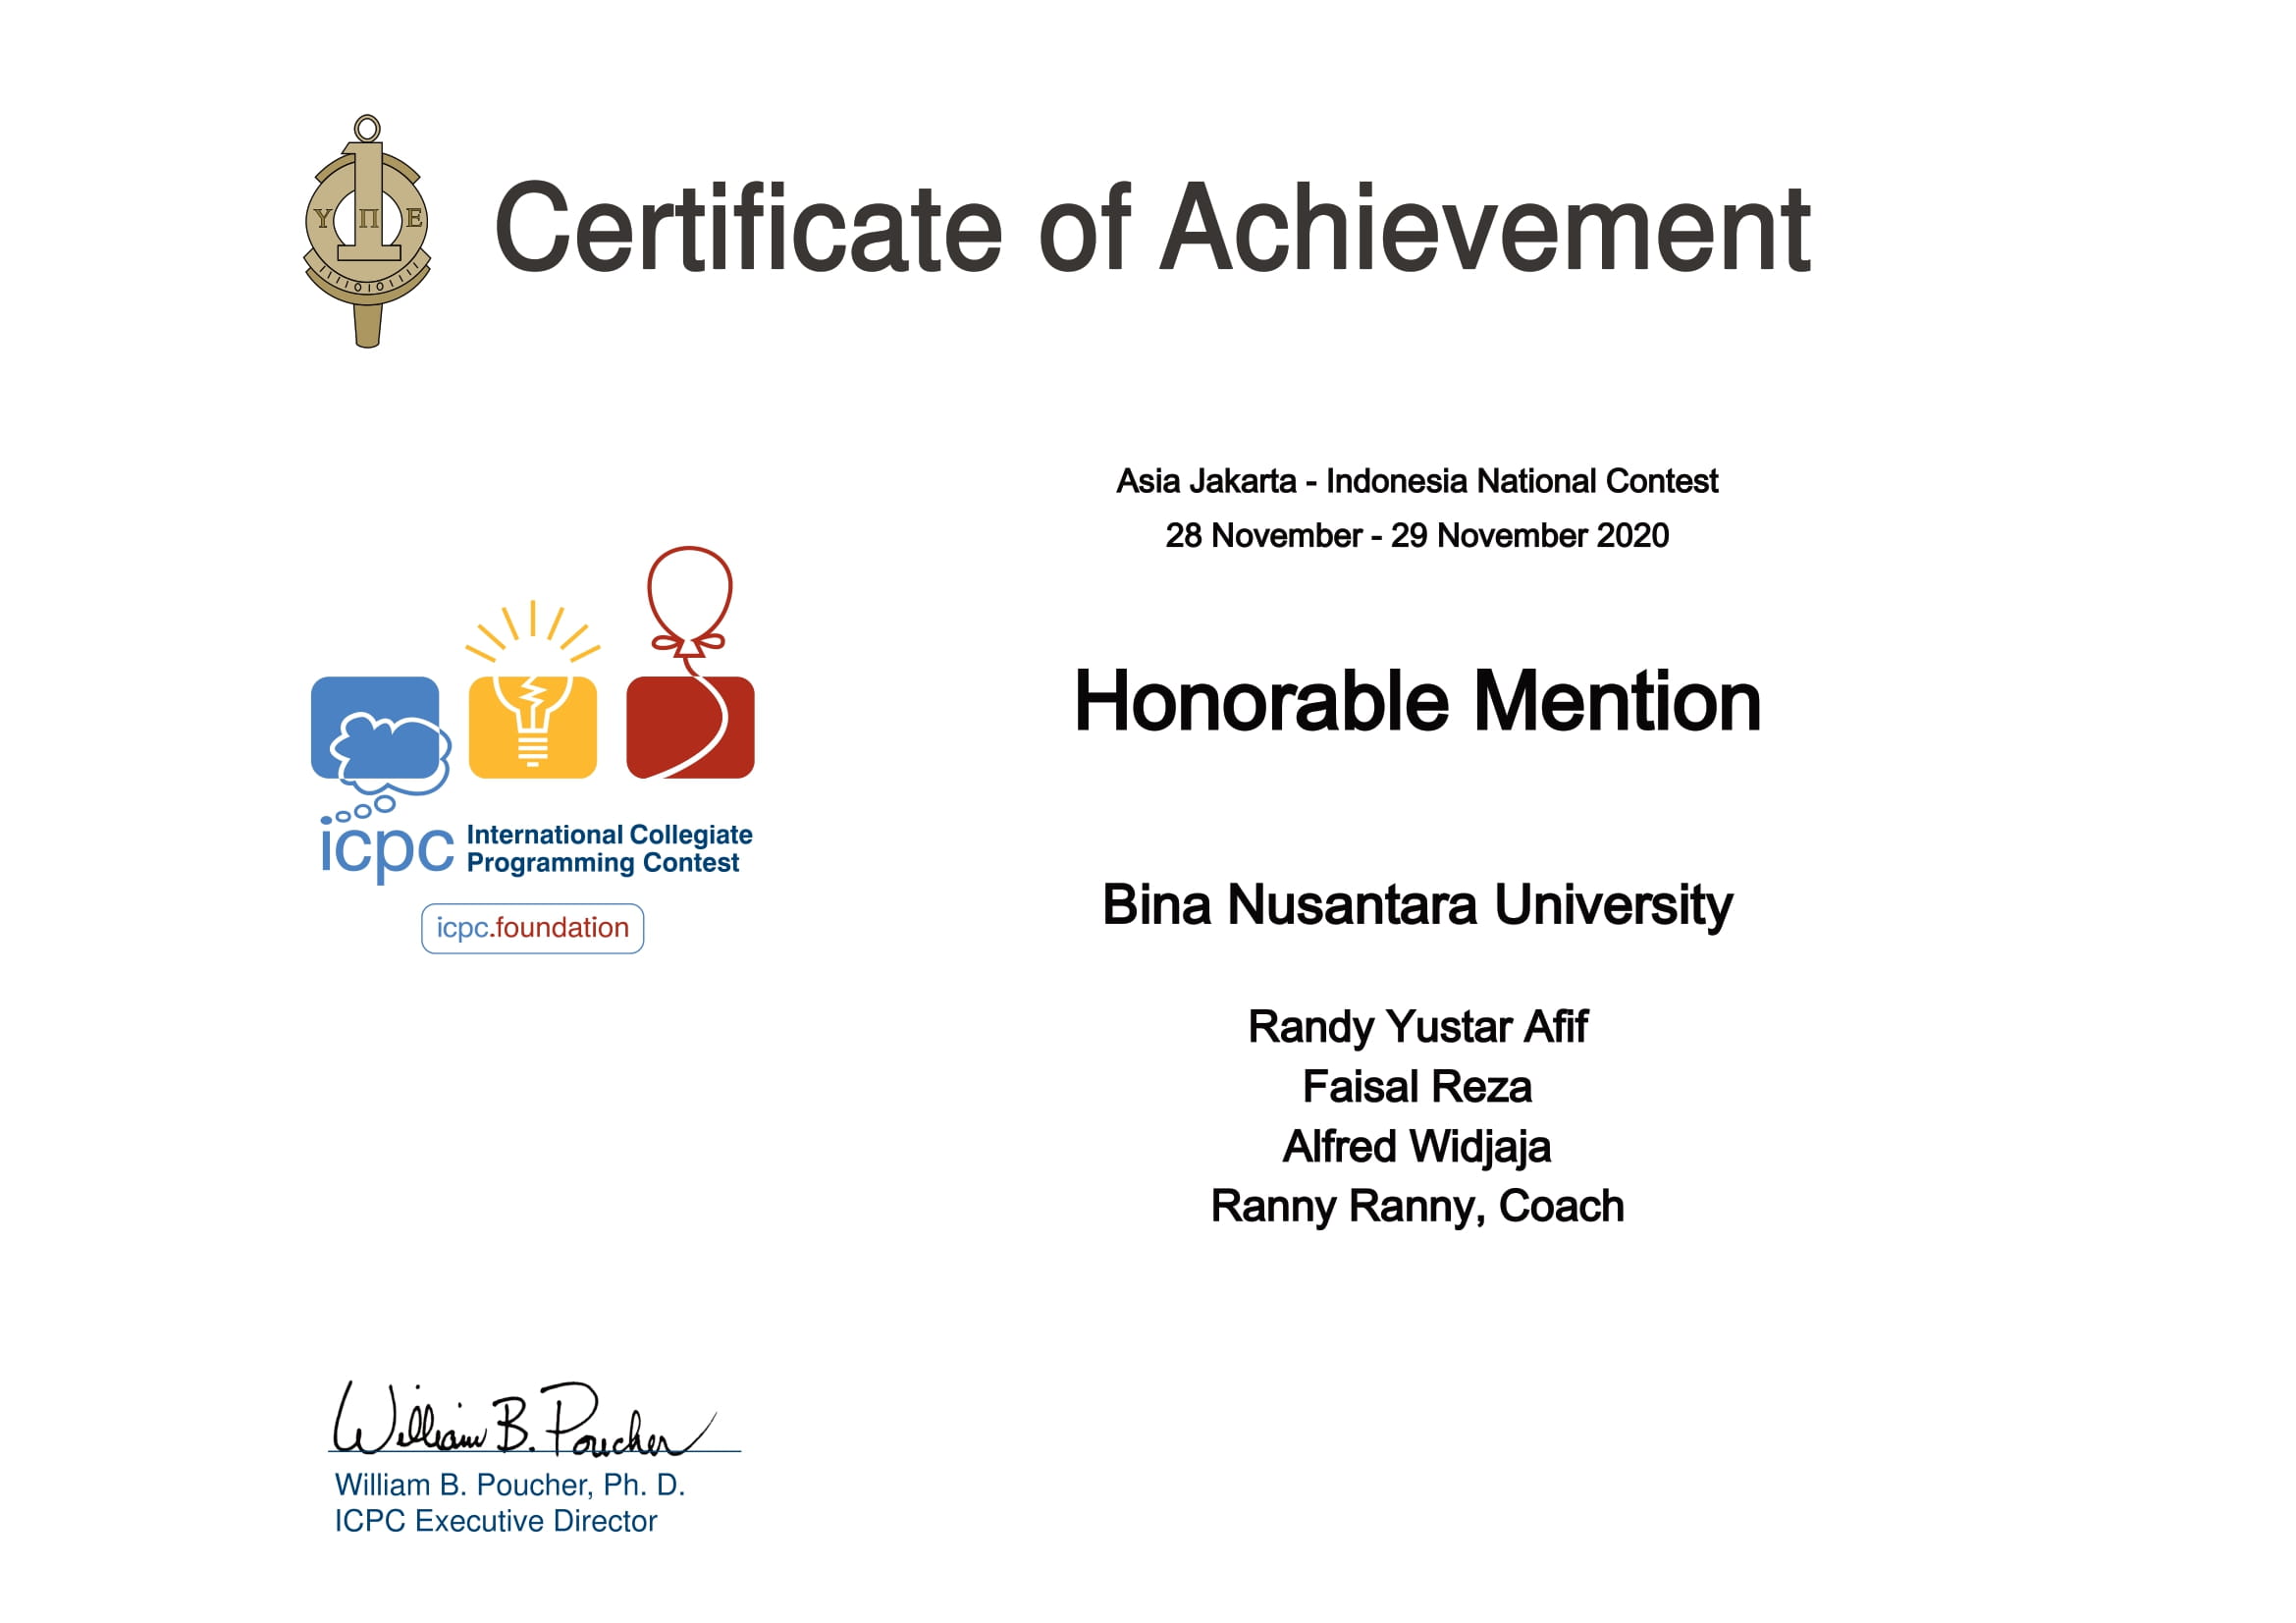 Υ Π Ε
Certificate of Achievement
Asia Jakarta - Indonesia National Contest
28 November - 29 November 2020
Honorable Mention
icpc International Collegiate
Programming Contest
icpc.foundation
Bina Nusantara University
Randy Yustar Afif
Faisal Reza
Alfred Widjaja
Ranny Ranny, Coach
William B. Poucher
William B. Poucher, Ph. D.
ICPC Executive Director